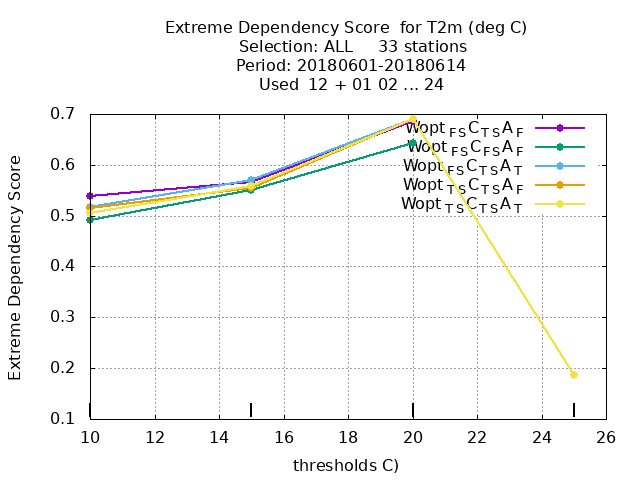 Extreme Dependency Score  for T2m (deg C)
Selection: ALL     33 stations
Period: 20180601-20180614
Used  12 + 01 02 ... 24
Extreme Dependency Score
0.7
0.6
0.5
0.4
0.3
0.2
0.1
Wopt FS C TS A F
Wopt FS C FS A F
Wopt FS C TS A T
Wopt TS C TS A F
Wopt TS C TS A T
10 12 14 16 18 20 22 24 26
thresholds C)